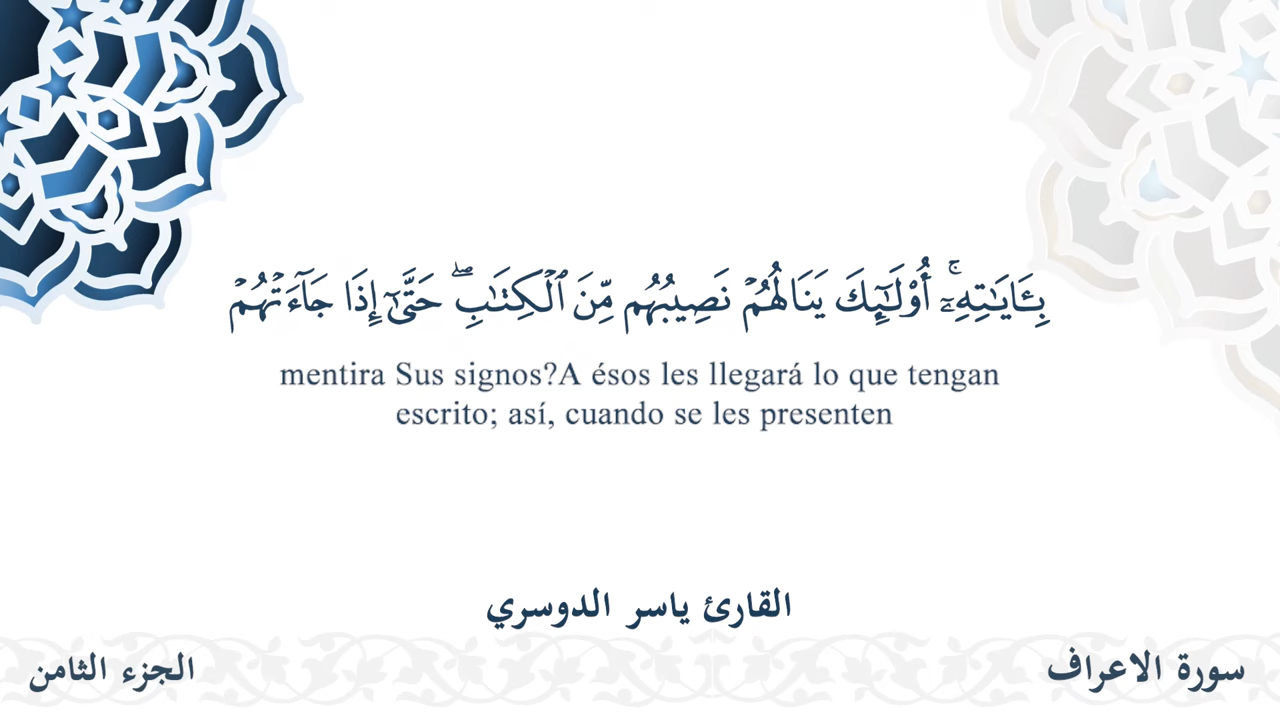 بِـَٔايَـٰتِهِۦٓ ۚ أُو۟لَـٰٓئِكَ يَنَالُهُمْ نَصِيبُهُم مِّنَ ٱلْكِتَـٰبِ ۖ حَتَّىٰٓ إِذَا جَآءَتْهُمْ
mentira Sus signos?A ésos les llegará lo que tengan
escrito; así, cuando se les presenten
القارئ ياسر الدوسري
سورة الاعراف
الجزء الثامن